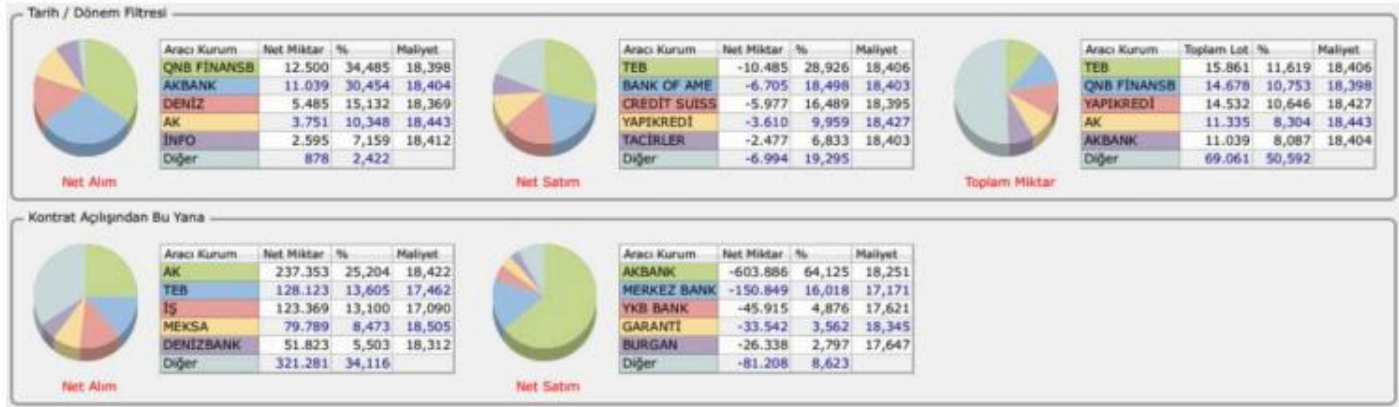 Tarih / Dönem Filtresi
Aracı Kurum Net Miktar % Maliyet
QNB FİNANSB 12.500 34,485 18,398
AKBANK 11.039 30,454 18,404
DENİZ 5.485 15,132 18,369
AK 3.751 10,348 18,443
İNFO 2.595 7,159 18,412
Diğer 878 2,422
Net Alım
Aracı Kurum Net Miktar % Maliyet
TEB -10.485 28,926 18,406
BANK OF AME -6.705 18,498 18,403
CREDİT SUISS -5.977 16,489 18,395
YAPIKREDİ -3.610 9,959 18,427
TACİRLER -2.477 6,833 18,403
Diğer -6.994 19,295
Net Satım
Aracı Kurum Toplam Lot % Maliyet
TEB 15.861 11,619 18,406
QNB FİNANSB 14.678 10,753 18,398
YAPIKREDİ 14.532 10,646 18,427
AK 11.335 8,304 18,443
AKBANK 11.039 8,087 18,404
Diğer 69.061 50,592
Toplam Miktar
Kontrat Açılışından Bu Yana
Aracı Kurum Net Miktar % Maliyet
AK 237.353 25,204 18,422
TEB 128.123 13,605 17,462
İŞ 123.369 13,100 17,090
MEKSA 79.789 8,473 18,505
DENİZBANK 51.823 5,503 18,312
Diğer 321.281 34,116
Net Alım
Aracı Kurum Net Miktar % Maliyet
AKBANK -603.886 64,125 18,251
MERKEZ BANK -150.849 16,018 17,171
YKB BANK -45.915 4,876 17,621
GARANTİ -33.542 3,562 18,345
BURGAN -26.338 2,797 17,647
Diğer -81.208 8,623
Net Satım